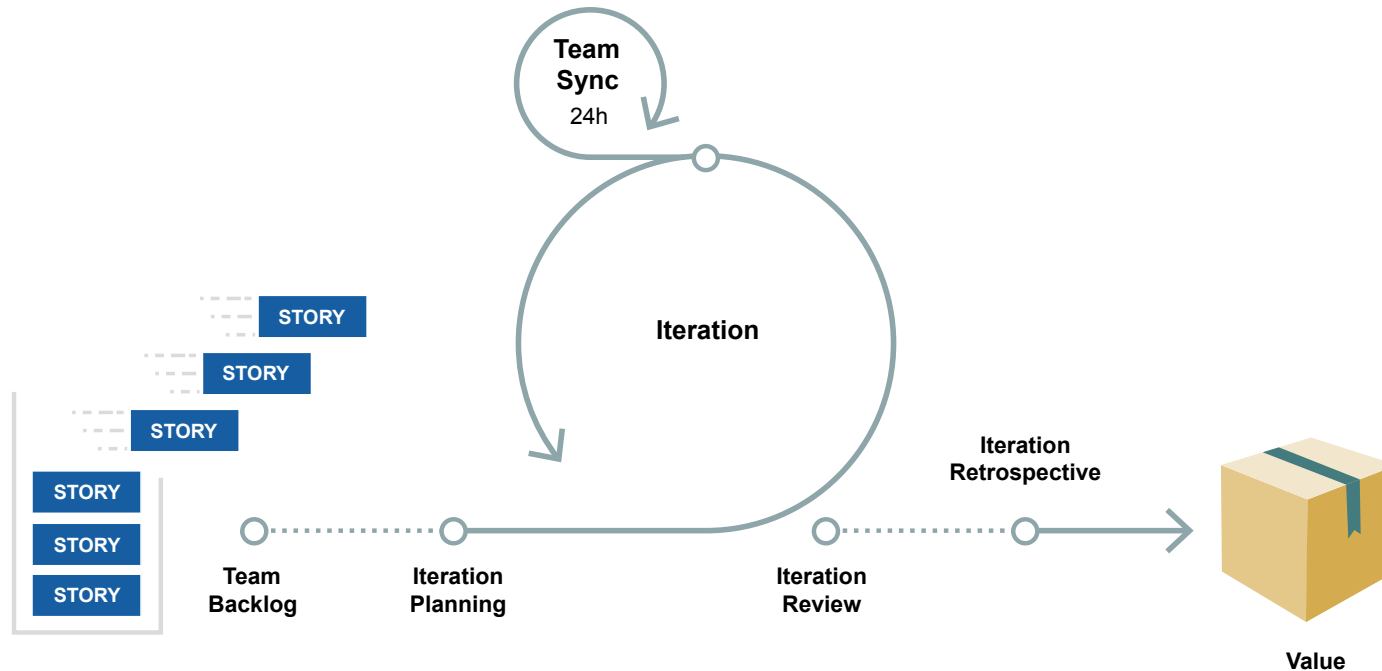 Team
Sync
24h
Iteration
STORY
STORY
STORY
STORY
STORY
STORY
Team
Backlog
Iteration
Planning
Iteration
Review
Iteration
Retrospective
Value